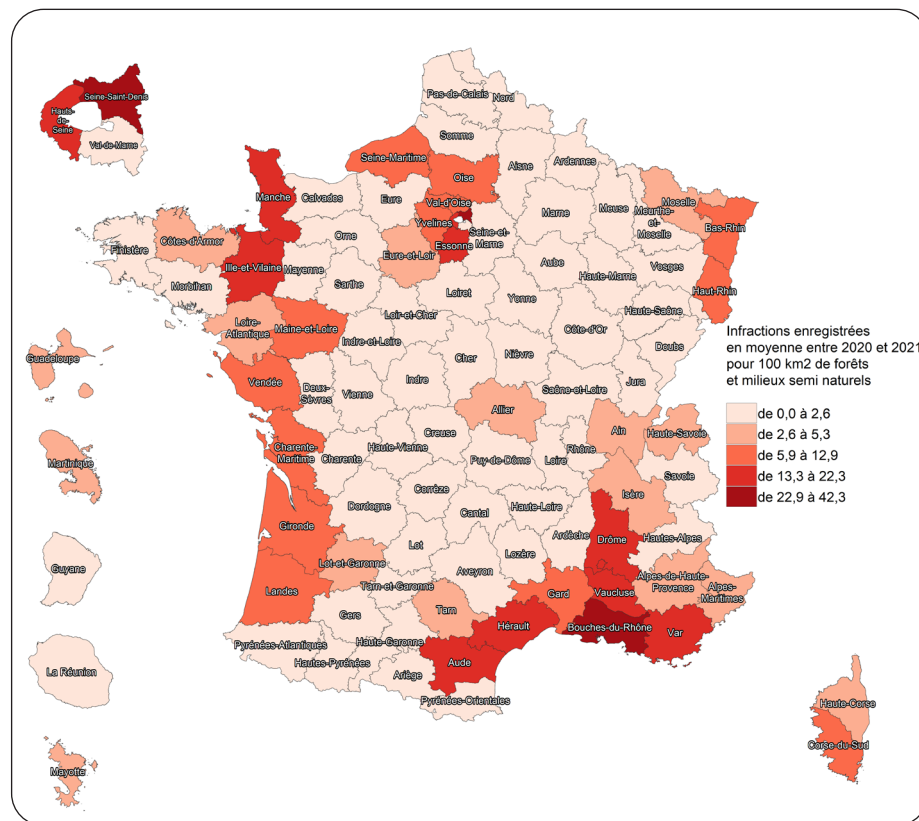 Seine-Saint-Denis
Hauts-
de-
Seine
Val-de-Marne
Pas-de-Calais
Nord
Somme
Seine-Maritime
Oise
Aisne
Ardennes
Manche
Calvados
Eure
Val-d'Oise
Yvelines
Essonne
Seine-et-
Marne
Marne
Meuse
Moselle
Meurthe-
et-
Moselle
Bas-Rhin
Finistère
Côtes-d'Armor
Ille-et-Vilaine
Morbihan
Mayenne
Orne
Sarthe
Eure-et-Loir
Loiret
Aube
Haute-Marne
Vosges
Haut-Rhin
Yonne
Haute-Saône
Loire-
Atlantique
Maine-et-Loire
Loir-et-Cher
Indre-et-Loire
Cher
Nièvre
Côte-d'Or
Doubs
Jura
Vendée
Deux-
Sèvres
Vienne
Indre
Saône-et-Loire
Allier
Charente-
Maritime
Charente
Haute-Vienne
Creuse
Puy-de-Dôme
Loire
Rhône
Ain
Haute-Savoie
Savoie
Isère
Gironde
Dordogne
Corrèze
Cantal
Haute-Loire
Ardèche
Drôme
Hautes-Alpes
Landes
Lot-et-Garonne
Lot
Tarn-et-Garonne
Aveyron
Lozère
Gard
Vaucluse
Alpes-de-Haute-
Provence
Alpes-
Maritimes
Pyrénées-Atlantiques
Gers
Hautes-Pyrénées
Haute-Garonne
Tarn
Hérault
Bouches-du-Rhône
Var
Ariège
Aude
Pyrénées-Orientales
Haute-Corse
Corse-du-Sud
Guadeloupe
Martinique
Guyane
La Réunion
Mayotte
Infractions enregistrées
en moyenne entre 2020 et 2021
pour 100 km2 de forêts
et milieux semi naturels
de 0,0 à 2,6
de 2,6 à 5,3
de 5,9 à 12,9
de 13,3 à 22,3
de 22,9 à 42,3